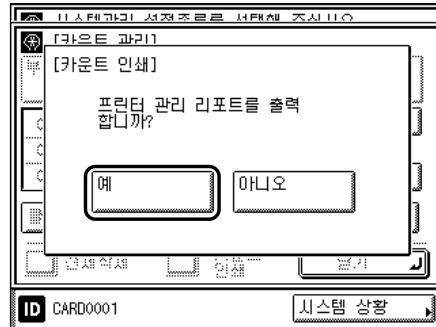 [카운트 관리]
[카운트 인쇄]
프린터 관리 리포트를 출력
합니까?
예
아니오
ID CARD0001
시스템 상황